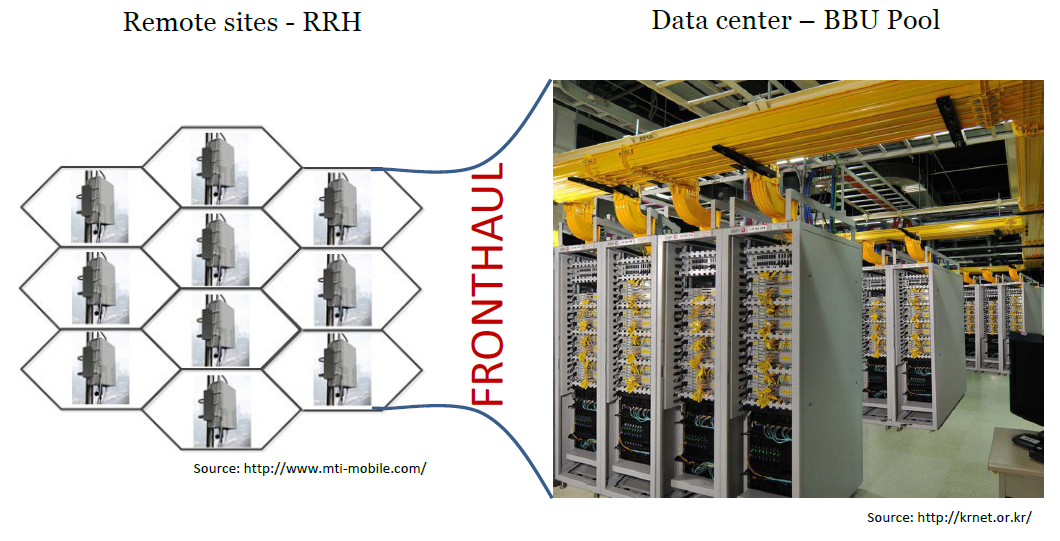 Remote sites - RRH
Data center – BBU Pool
FRONTHAUL
Source: http://www.mti-mobile.com/
Source: http://krnet.or.kr/